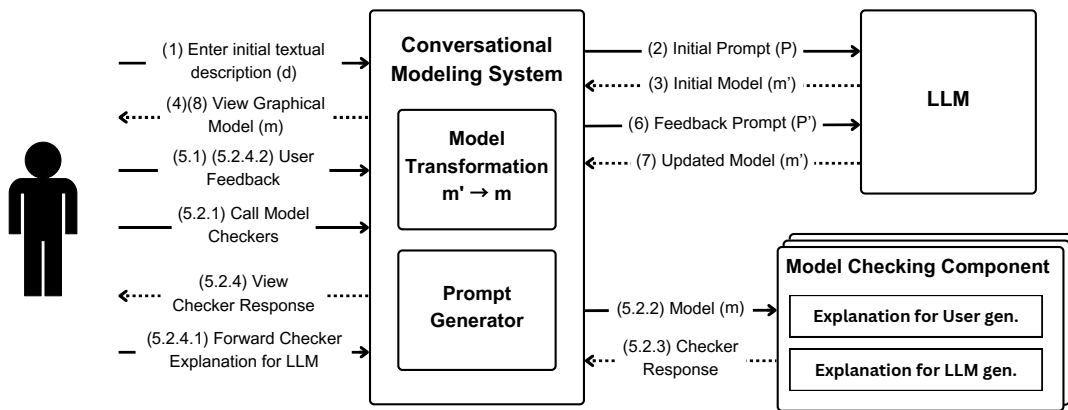 (1) Enter initial textual
description (d)
(4)(8) View Graphical
Model (m)
(5.1) (5.2.4.2) User
Feedback
(5.2.1) Call Model
Checkers
(5.2.4) View
Checker Response
(5.2.4.1) Forward Checker
Explanation for LLM
Conversational
Modeling System
Model
Transformation
m' → m
Prompt
Generator
(2) Initial Prompt (P)
(3) Initial Model (m’)
(6) Feedback Prompt (P’)
(7) Updated Model (m’)
(5.2.2) Model (m)
(5.2.3) Checker
Response
LLM
Model Checking Component
Explanation for User gen.
Explanation for LLM gen.